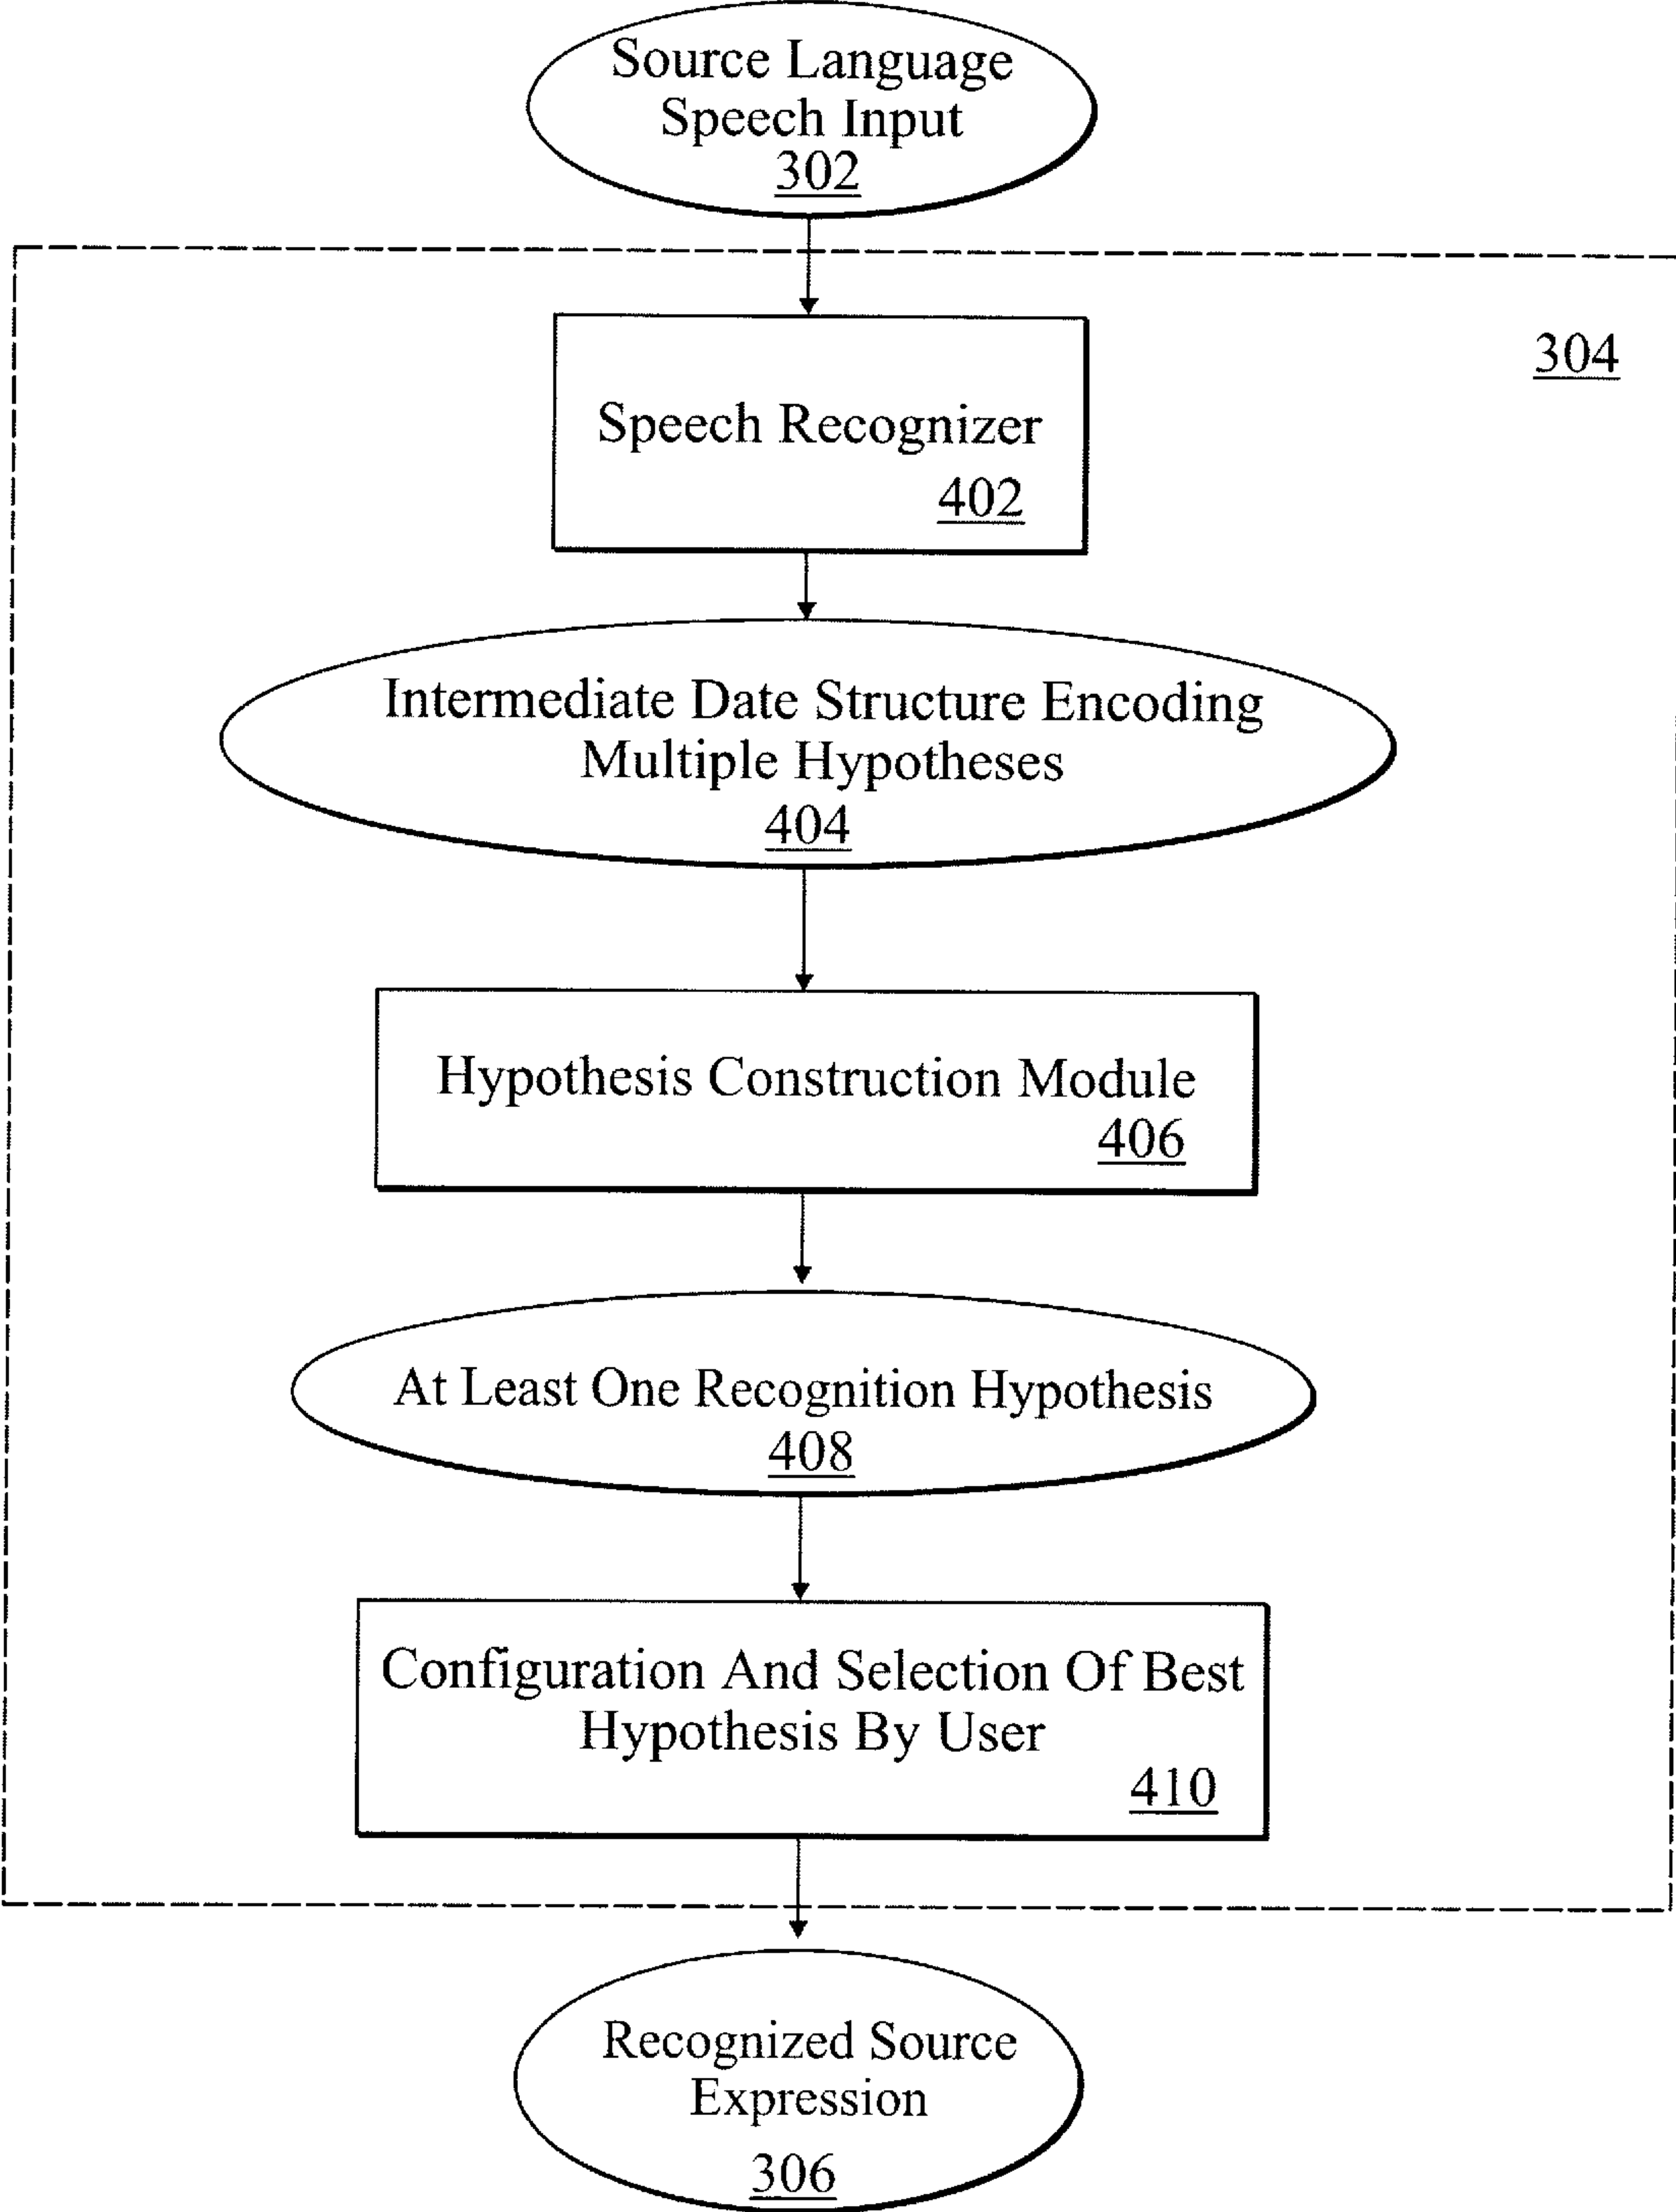 Source Language
Speech Input
302
304
Speech Recognizer
402
Intermediate Date Structure Encoding
Multiple Hypotheses
404
Hypothesis Construction Module
406
At Least One Recognition Hypothesis
408
Configuration And Selection Of Best
Hypothesis By User
410
Recognized Source
Expression
306